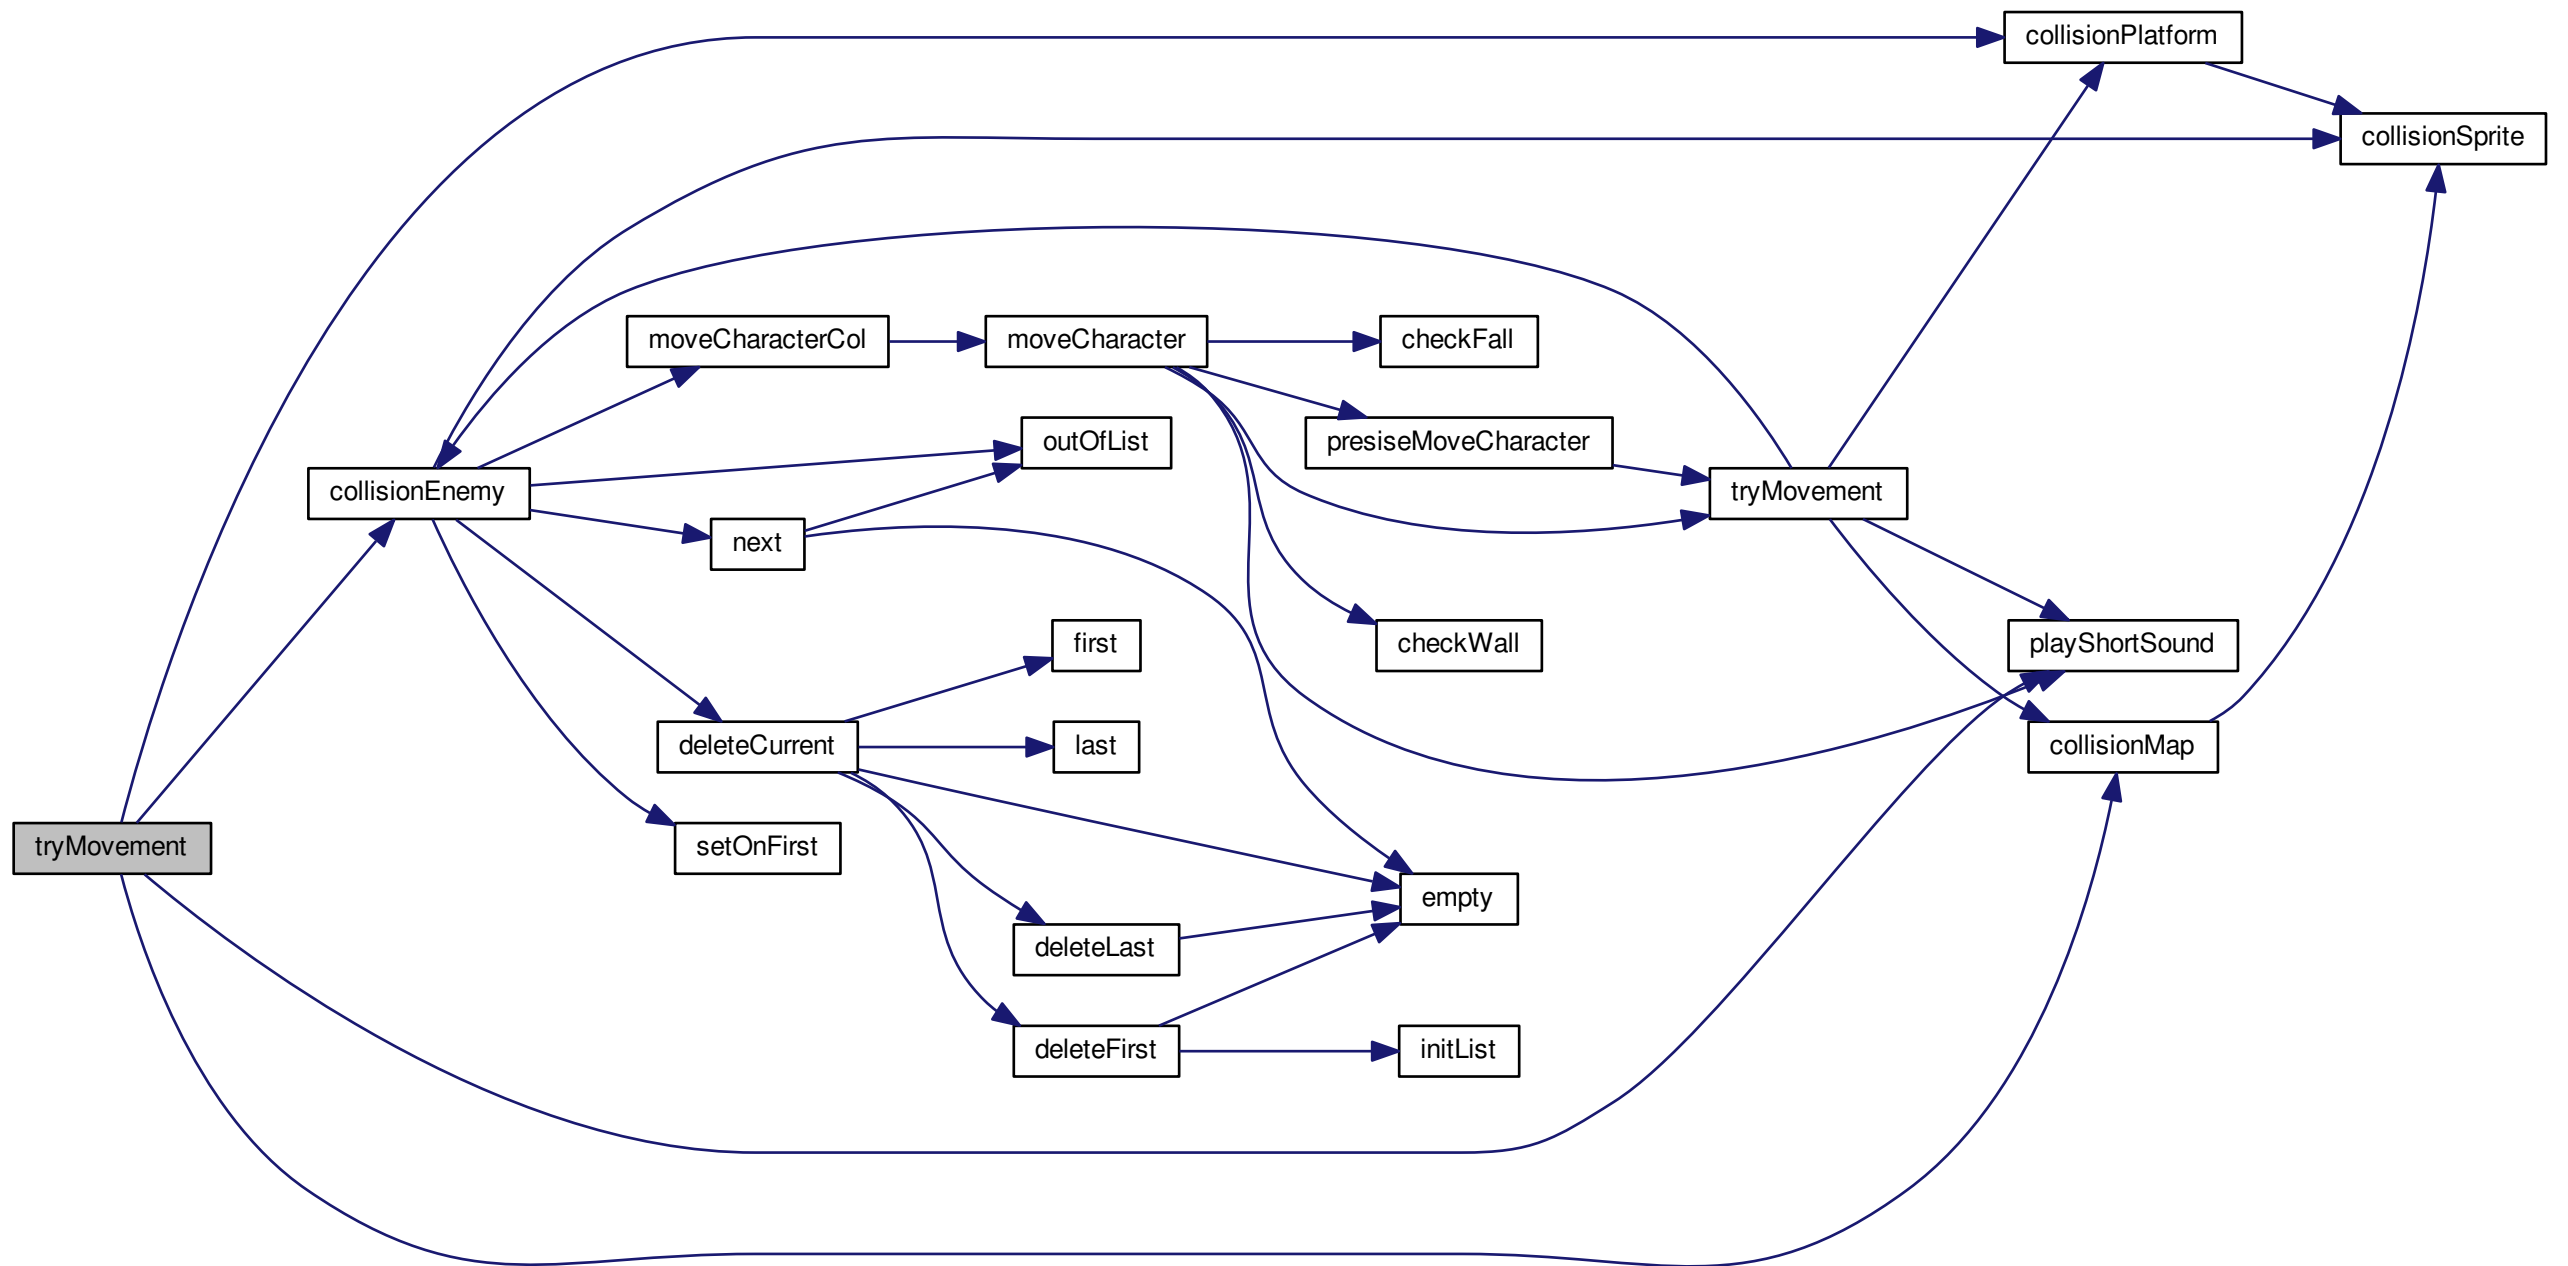 collisionPlatform
collisionSprite
moveCharacterCol
moveCharacter
checkFall
outOfList
presiseMoveCharacter
collisionEnemy
tryMovement
next
first
checkWall
playShortSound
deleteCurrent
last
collisionMap
tryMovement
setOnFirst
empty
deleteLast
deleteFirst
initList